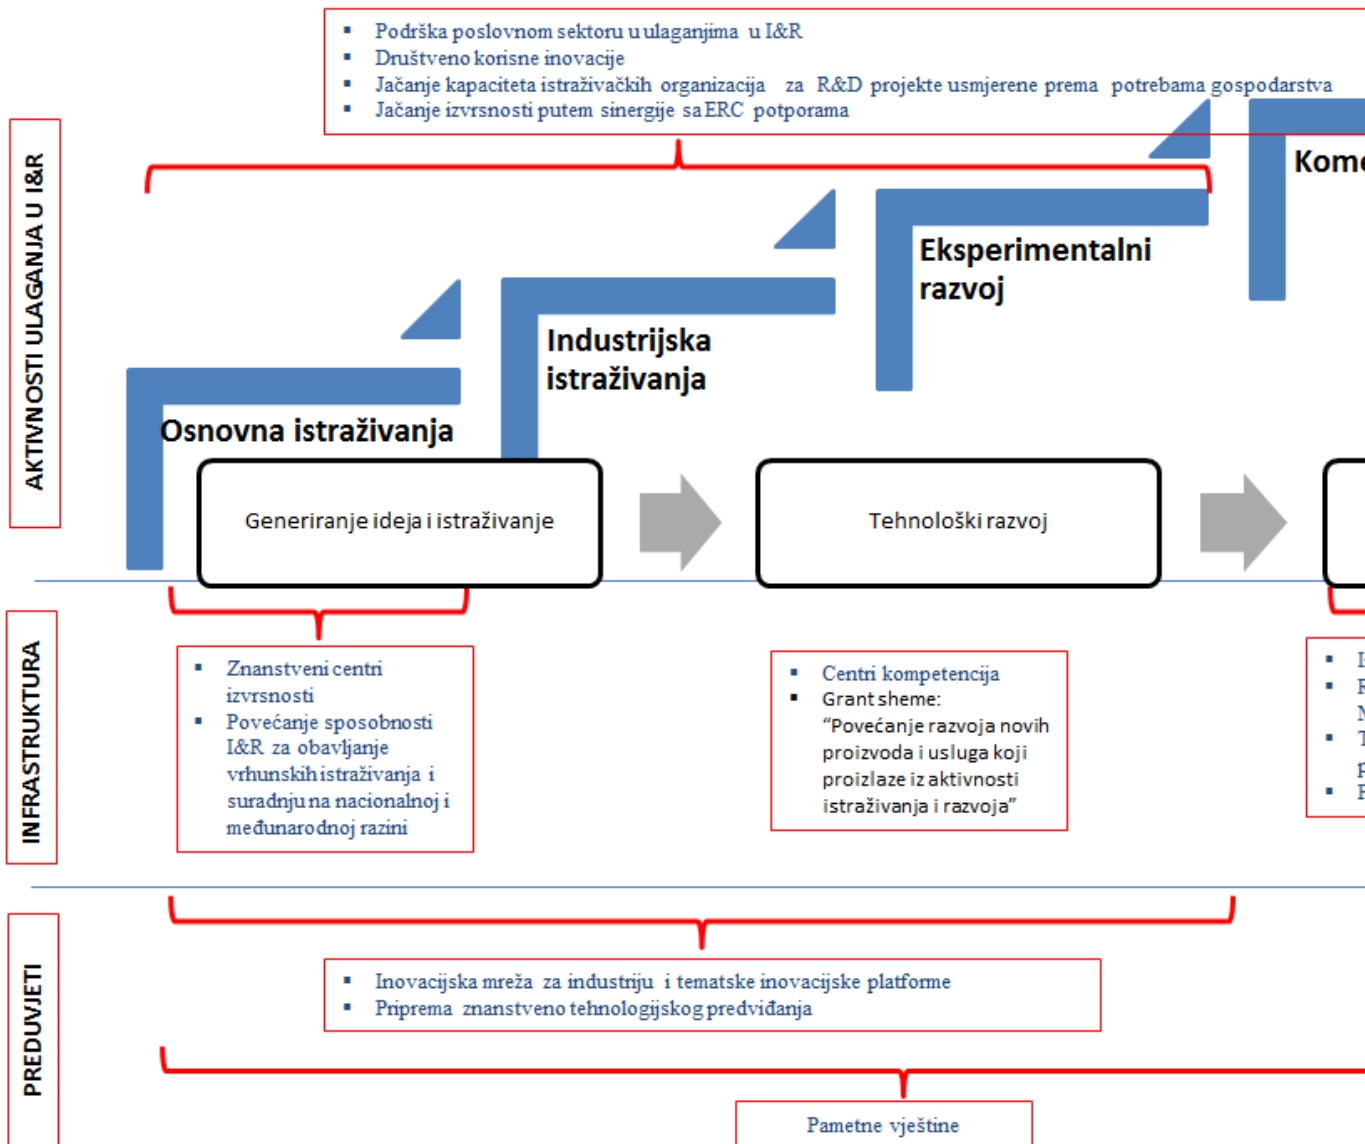 Podrška poslovnom sektoru u ulaganjima u I&R
Društveno korisne inovacije
Jačanje kapaciteta istraživačkih organizacija za R&D projekte usmjerene prema potrebama gospodarstva
Jačanje izvrsnosti putem sinergije sa ERC potporama
AKTIVNOSTI ULAGANJA U I&R
Eksperimentalni
razvoj
Industrijska
istraživanja
Osnovna istraživanja
Generiranje ideja i istraživanje
Tehnološki razvoj
INFRASTRUKTURA
Znanstveni centri
izvrsnosti
Povećanje sposobnosti
I&R za obavljanje
vrhunskih istraživanja i
suradnju na nacionalnoj i
međunarodnoj razini
Centri kompetencija
Grant sheme:
“Povećanje razvoja novih
proizvoda i usluga koji
proizlaze iz aktivnosti
istraživanja i razvoja”
PREDUVJETI
Inovacijska mreža za industriju i tematske inovacijske platforme
Priprema znanstveno tehnologijskog predviđanja
Pametne vještine